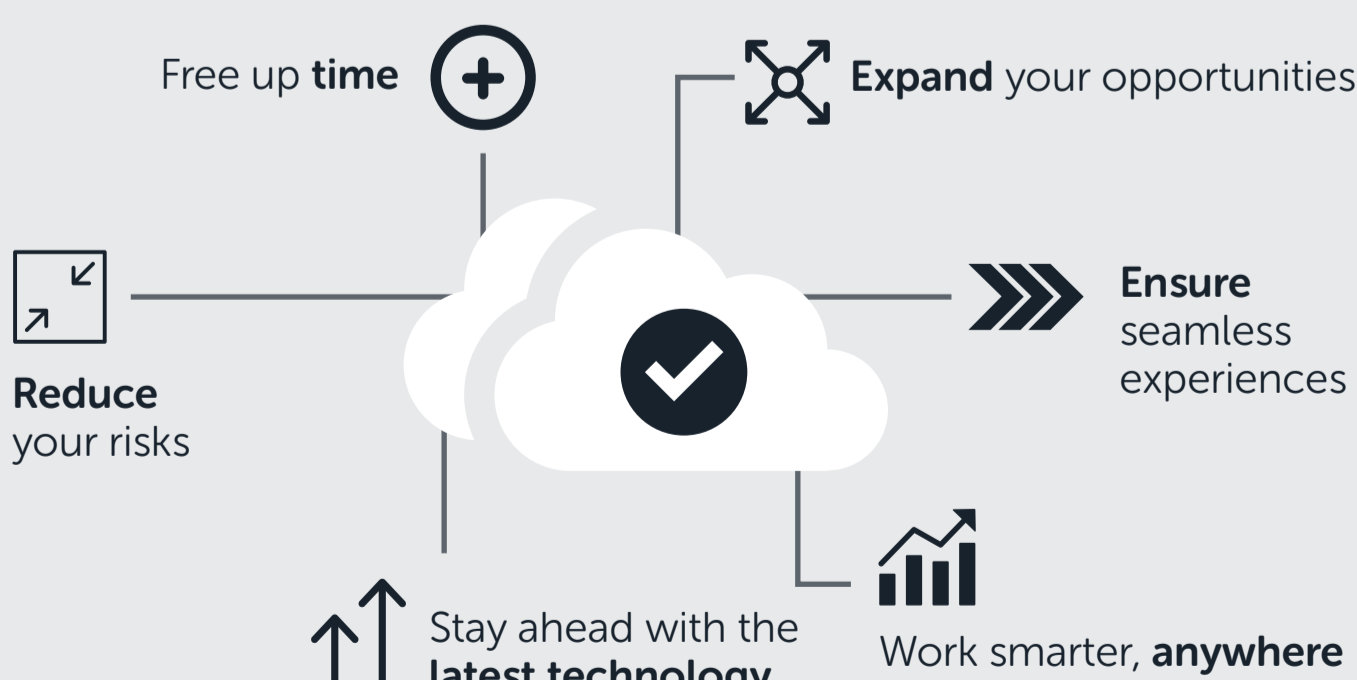 Free up time
Expand your opportunities
Ensure
seamless
experiences
Reduce
your risks
Stay ahead with the
latest technology
Work smarter, anywhere